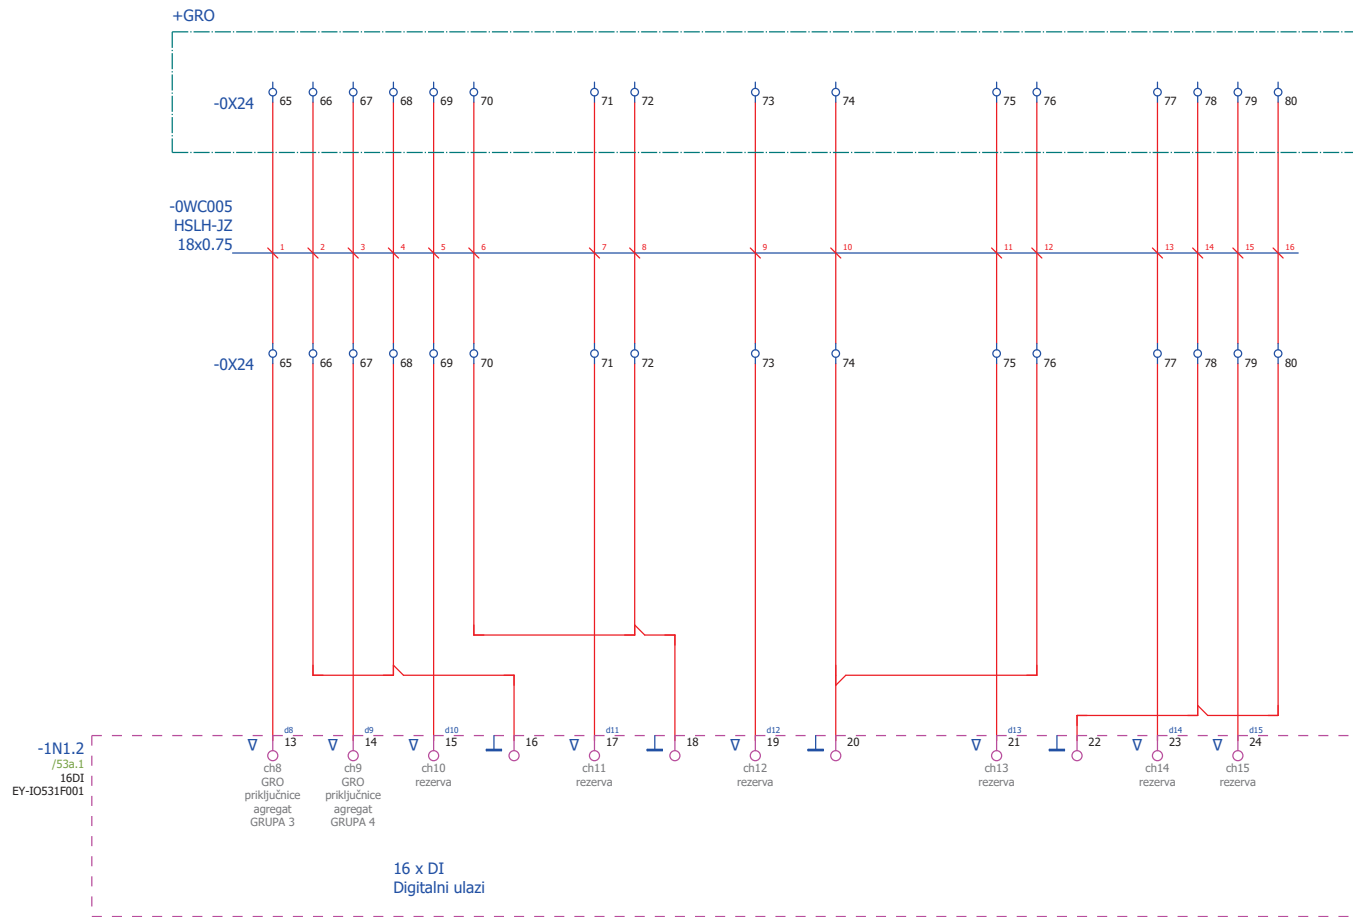 +GRO
-0X24 65 66 67 68 69 70 71 72 73 74 75 76 77 78 79 80
-0WC005
HSLH-JZ
18x0.75 1 2 3 4 5 6 7 8 9 10 11 12 13 14 15 16
-0X24 65 66 67 68 69 70 71 72 73 74 75 76 77 78 79 80
d8 d9 d10 d11 d12 d13 d14 d15
13 14 15 16 17 18 19 20 21 22 23 24
-1N1.2
/53a.1
16DI
EY-IO531F001
ch8
GRO
priključnice
agregat
GRUPA 3
ch9
GRO
priključnice
agregat
GRUPA 4
ch10
rezerva
ch11
rezerva
ch12
rezerva
ch13
rezerva
ch14
rezerva
ch15
rezerva
16 x DI
Digitalni ulazi